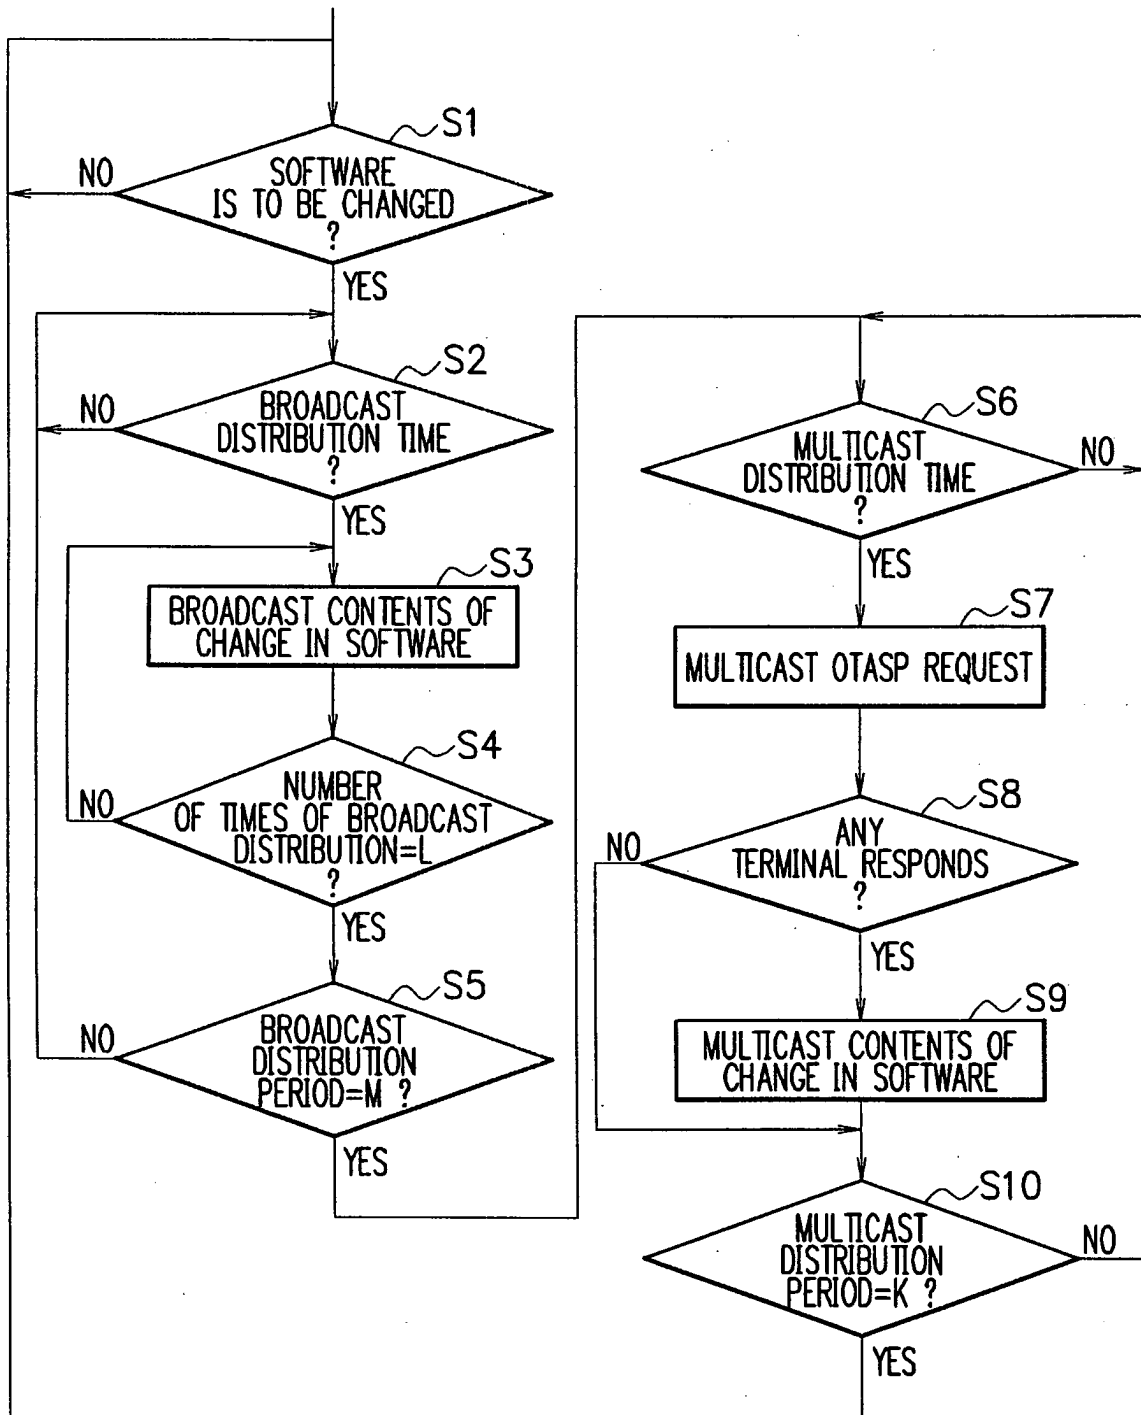 S1
SOFTWARE
IS TO BE CHANGED
?
NO
YES
S2
BROADCAST
DISTRIBUTION TIME
?
NO
YES
S3
BROADCAST CONTENTS OF
CHANGE IN SOFTWARE
S4
NUMBER
OF TIMES OF BROADCAST
DISTRIBUTION=L
?
NO
YES
S5
BROADCAST
DISTRIBUTION
PERIOD=M ?
NO
YES
S6
MULTICAST
DISTRIBUTION TIME
?
NO
YES
S7
MULTICAST OTASP REQUEST
S8
ANY
TERMINAL RESPONDS
?
NO
YES
S9
MULTICAST CONTENTS OF
CHANGE IN SOFTWARE
S10
MULTICAST
DISTRIBUTION
PERIOD=K ?
NO
YES